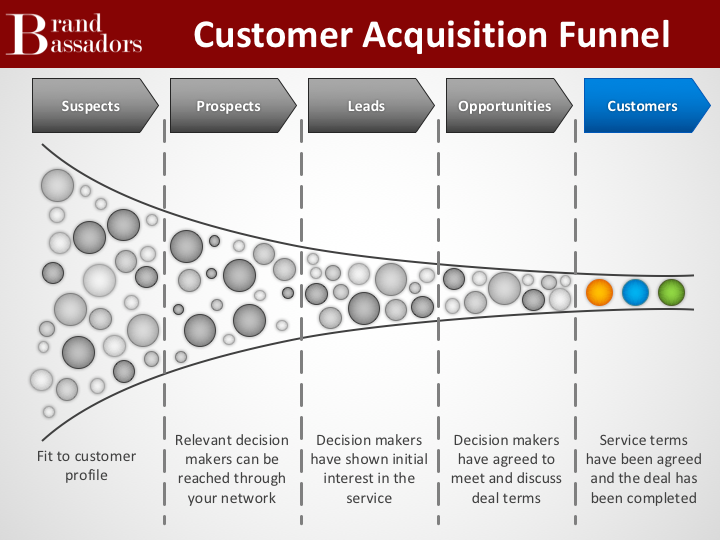 Brand
Bassadors
Customer Acquisition Funnel
Suspects
Prospects
Leads
Opportunities
Customers
Fit to customer
profile
Relevant decision
makers can be
reached through
your network
Decision makers
have shown initial
interest in the
service
Decision makers
have agreed to
meet and discuss
deal terms
Service terms
have been agreed
and the deal has
been completed